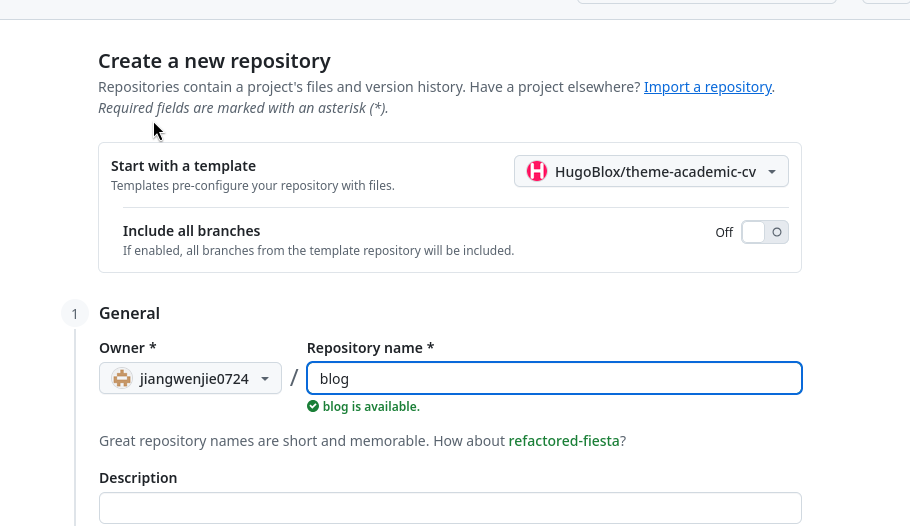 Create a new repository
Repositories contain a project's files and version history. Have a project elsewhere? Import a repository.
Required fields are marked with an asterisk (*).
Start with a template
Templates pre-configure your repository with files.
HugoBlox/theme-academic-cv
Include all branches
If enabled, all branches from the template repository will be included.
Off
1
General
Owner *
Repository name *
jiangwenjie0724
/
blog
blog is available.
Great repository names are short and memorable. How about refactored-fiesta?
Description